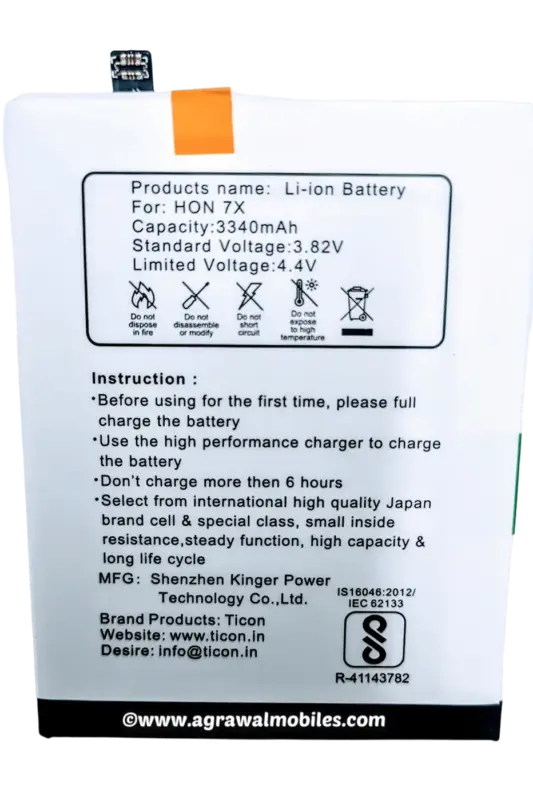 Products name: Li-ion Battery
For: HON 7X
Capacity:3340mAh
Standard Voltage:3.82V
Limited Voltage:4.4V
Do not dispose in fire
Do not disassemble or modify
Do not short circuit
Do not expose to high temperature
Instruction :
•Before using for the first time, please full
charge the battery
•Use the high performance charger to charge
the battery
•Don't charge more then 6 hours
•Select from international high quality Japan
brand cell & special class, small inside
resistance,steady function, high capacity &
long life cycle
MFG: Shenzhen Kinger Power
Technology Co.,Ltd.
Brand Products: Ticon
Website: www.ticon.in
Desire: info@ticon.in
IS16046:2012/
IEC 62133
R-41143782
©www.agrawalmobiles.com